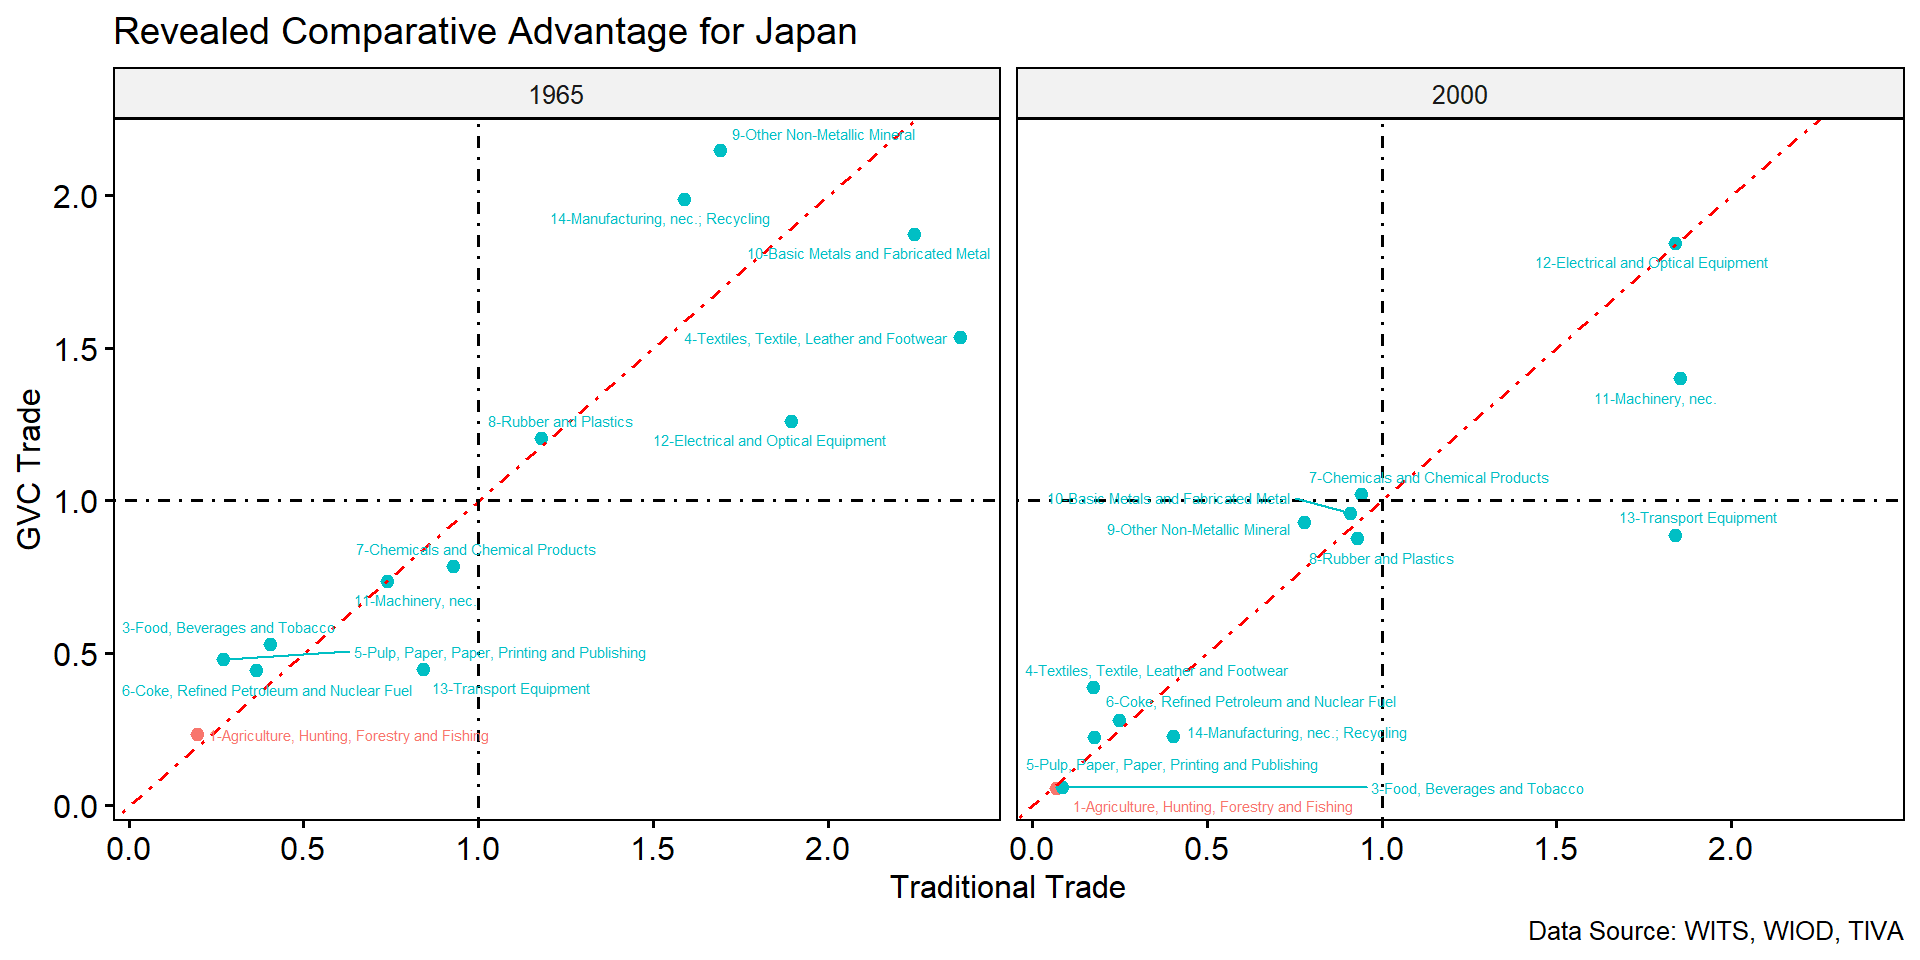 Revealed Comparative Advantage for Japan
1965
2000
GVC Trade
2.0
1.5
1.0
0.5
0.0
9-Other Non-Metallic Mineral
14-Manufacturing, nec.; Recycling
10-Basic Metals and Fabricated Metal
4-Textiles, Textile, Leather and Footwear
8-Rubber and Plastics
12-Electrical and Optical Equipment
7-Chemicals and Chemical Products
11-Machinery, nec.
3-Food, Beverages and Tobacco
5-Pulp, Paper, Paper, Printing and Publishing
6-Coke, Refined Petroleum and Nuclear Fuel
13-Transport Equipment
1-Agriculture, Hunting, Forestry and Fishing
12-Electrical and Optical Equipment
11-Machinery, nec.
7-Chemicals and Chemical Products
10-Basic Metals and Fabricated Metal
13-Transport Equipment
9-Other Non-Metallic Mineral
8-Rubber and Plastics
4-Textiles, Textile, Leather and Footwear
6-Coke, Refined Petroleum and Nuclear Fuel
14-Manufacturing, nec.; Recycling
5-Pulp, Paper, Paper, Printing and Publishing
3-Food, Beverages and Tobacco
1-Agriculture, Hunting, Forestry and Fishing
0.0 0.5 1.0 1.5 2.0
0.0 0.5 1.0 1.5 2.0
Traditional Trade
Data Source: WITS, WIOD, TIVA